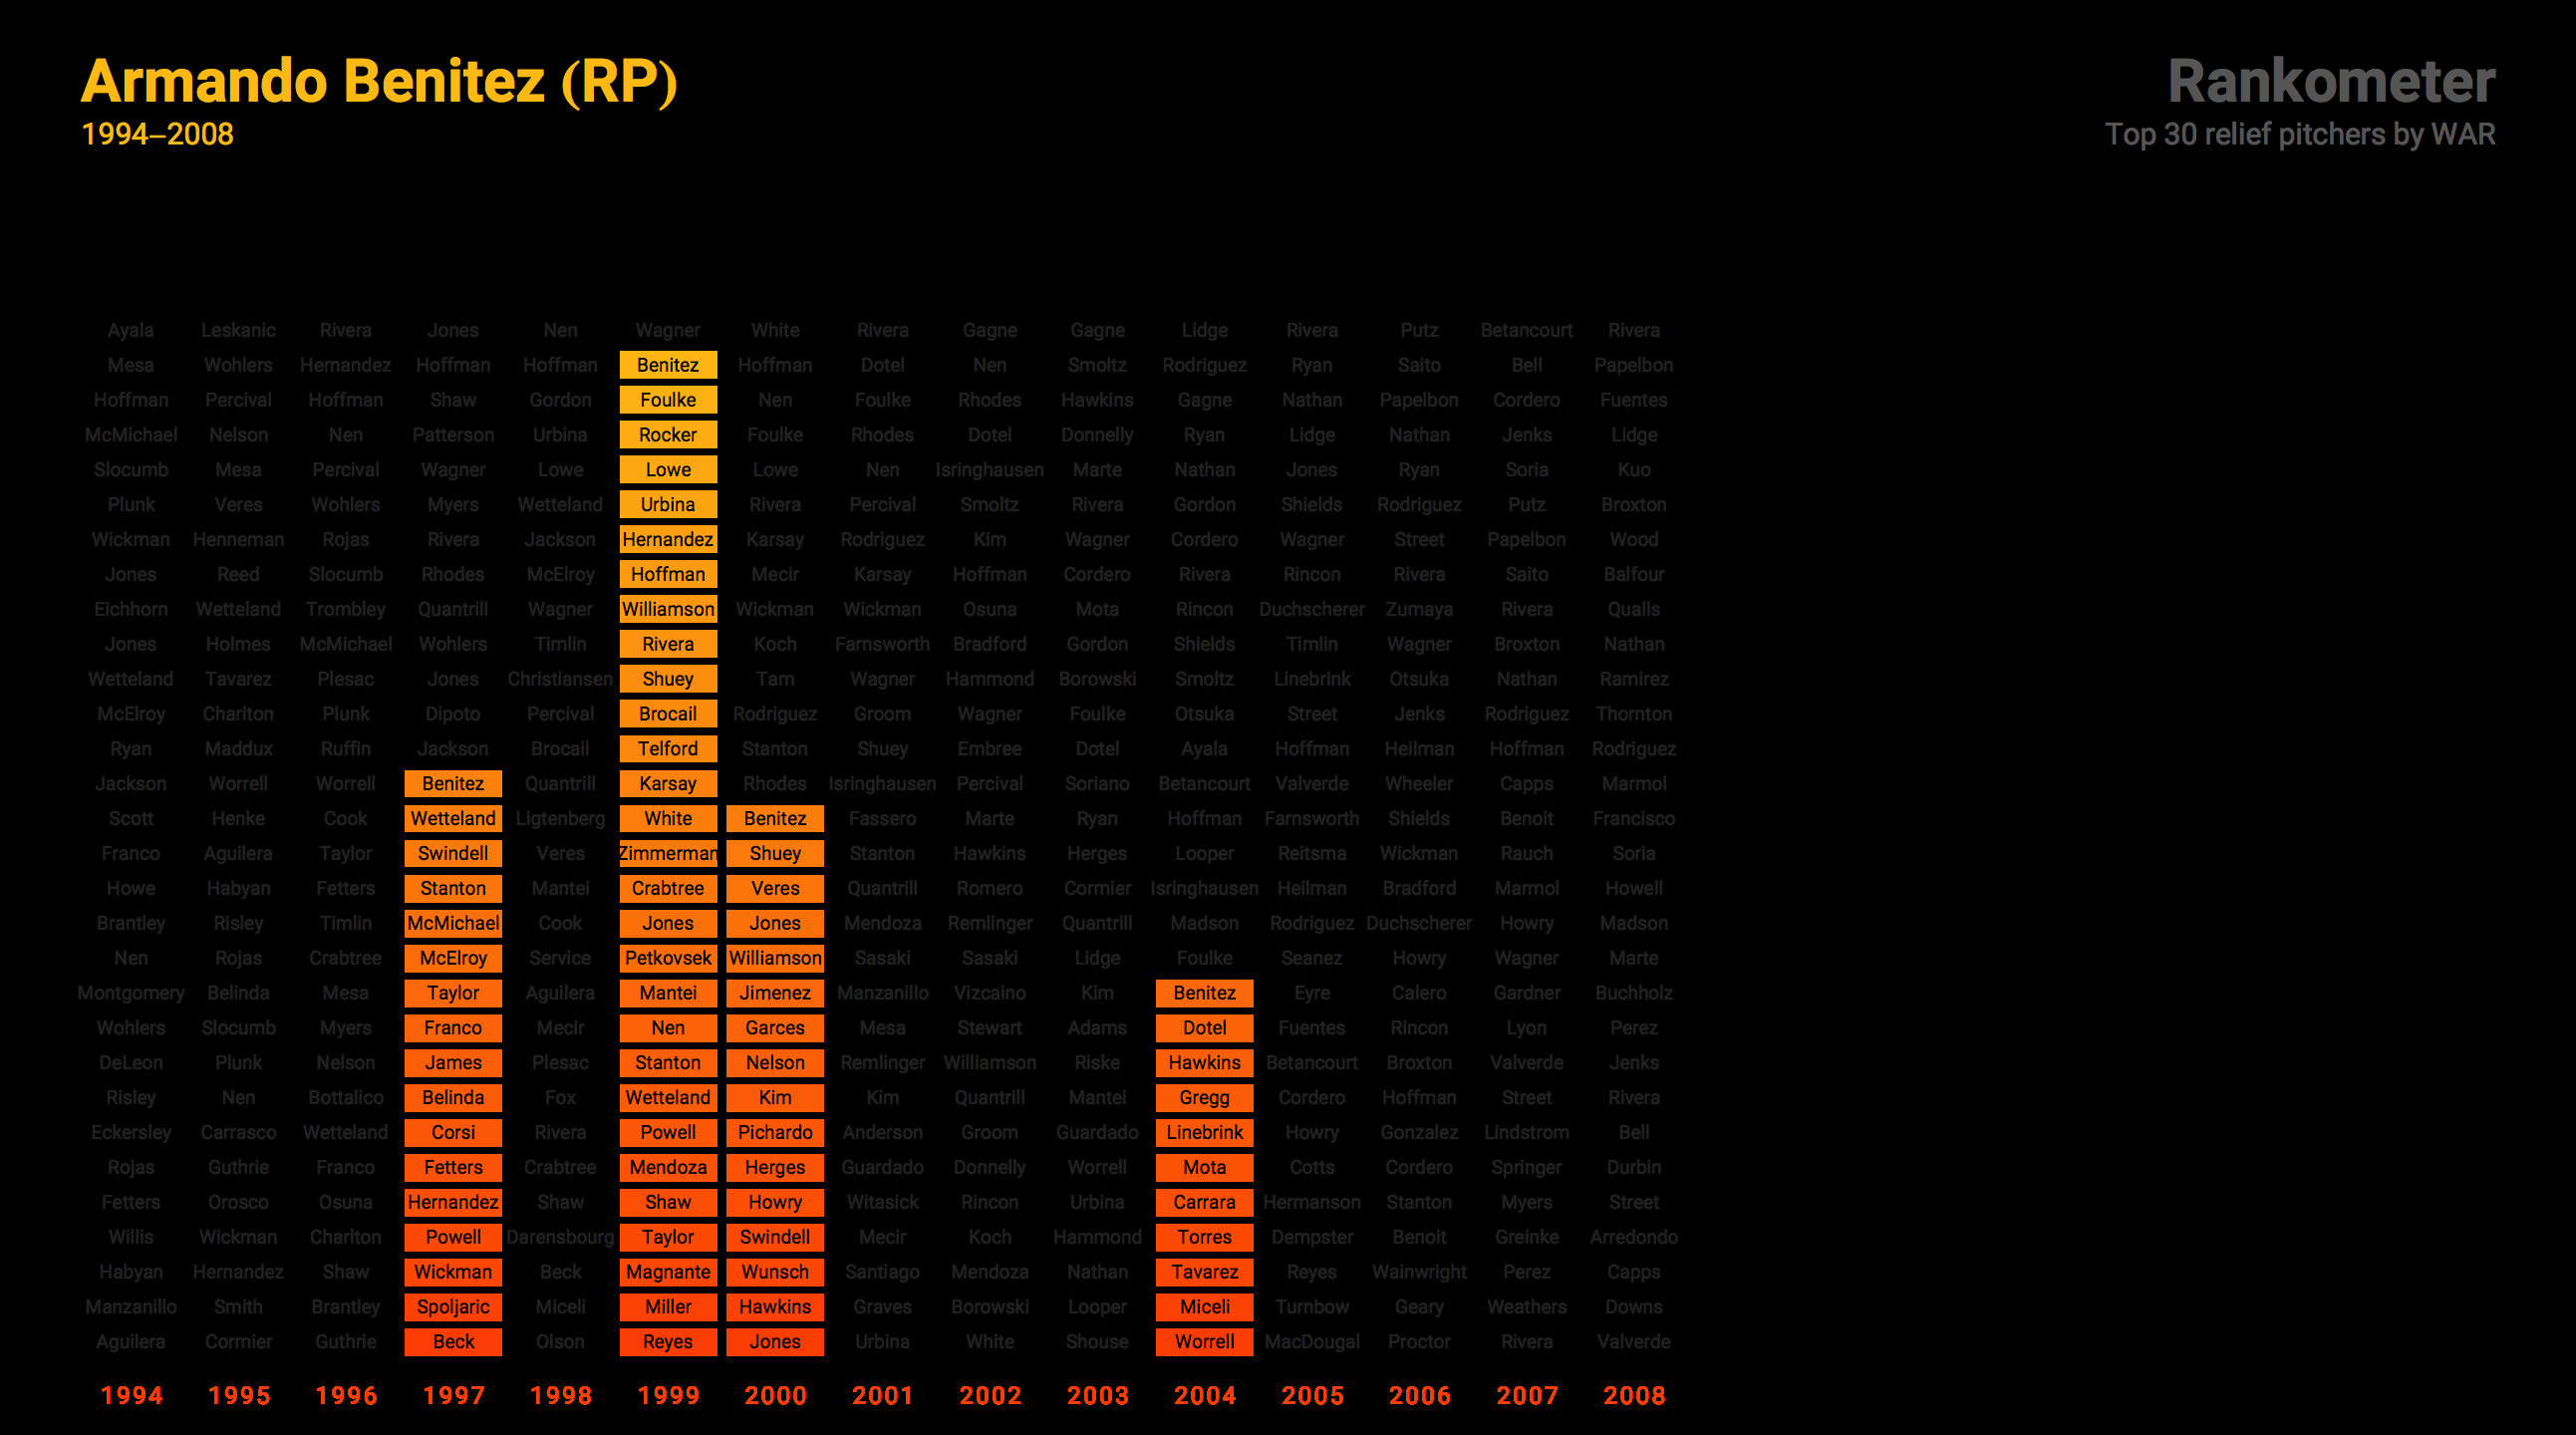 Armando Benitez (RP)
1994–2008
Rankometer
Top 30 relief pitchers by WAR
Ayala Leskanic Rivera Jones Nen Wagner White Rivera Gagne Gagne Lidge Rivera Putz Betancourt Rivera
Mesa Wohlers Hernandez Hoffman Hoffman Benitez Hoffman Dotel Nen Smoltz Rodriguez Ryan Saito Bell Papelbon
Hoffman Percival Hoffman Shaw Gordon Foulke Nen Foulke Rhodes Hawkins Gagne Nathan Papelbon Cordero Fuentes
McMichael Nelson Nen Patterson Urbina Rocker Foulke Rhodes Dotel Donnelly Ryan Lidge Nathan Jenks Lidge
Slocumb Mesa Percival Wagner Lowe Lowe Lowe Nen Isringhausen Marte Nathan Jones Ryan Soria Kuo
Plunk Veres Wohlers Myers Wetteland Urbina Rivera Percival Smoltz Rivera Gordon Shields Rodriguez Putz Broxton
Wickman Henneman Rojas Rivera Jackson Hernandez Karsay Rodriguez Kim Wagner Cordero Wagner Street Papelbon Wood
Jones Reed Slocumb Rhodes McElroy Hoffman Mecir Karsay Hoffman Cordero Rivera Rincon Rivera Saito Balfour
Eichhorn Wetteland Trombley Quantrill Wagner Williamson Wickman Wickman Osuna Mota Rincon Duchscherer Zumaya Rivera Qualls
Jones Holmes McMichael Wohlers Timlin Rivera Koch Farnsworth Bradford Gordon Shields Timlin Wagner Broxton Nathan
Wetteland Tavarez Plesac Jones Christiansen Shuey Tam Wagner Hammond Borowski Smoltz Linebrink Otsuka Nathan Ramirez
McElroy Charlton Plunk Dipoto Percival Brocail Rodriguez Groom Wagner Foulke Otsuka Street Jenks Rodriguez Thornton
Ryan Maddux Ruffin Jackson Brocail Telford Stanton Shuey Embree Dotel Ayala Hoffman Heilman Hoffman Rodriguez
Jackson Worrell Worrell Benitez Quantrill Karsay Rhodes Isringhausen Percival Soriano Betancourt Valverde Wheeler Capps Marmol
Scott Henke Cook Wetteland Ligtenberg White Benitez Fassero Marte Ryan Hoffman Farnsworth Shields Benoit Francisco
Franco Aguilera Taylor Swindell Veres Zimmerman Shuey Stanton Hawkins Herges Looper Reitsma Wickman Rauch Soria
Howe Habyan Fetters Stanton Mantei Crabtree Veres Quantrill Romero Cormier Isringhausen Heilman Bradford Marmol Howell
Brantley Risley Timlin McMichael Cook Jones Jones Mendoza Remlinger Quantrill Madson Rodriguez Duchscherer Howry Madson
Nen Rojas Crabtree McElroy Service Petkovsek Williamson Sasaki Sasaki Lidge Foulke Seanez Howry Wagner Marte
Montgomery Belinda Mesa Taylor Aguilera Mantei Jimenez Manzanillo Vizcaino Kim Benitez Eyre Calero Gardner Buchholz
Wohlers Slocumb Myers Franco Mecir Nen Garces Mesa Stewart Adams Dotel Fuentes Rincon Lyon Perez
DeLeon Plunk Nelson James Plesac Stanton Nelson Remlinger Williamson Riske Hawkins Betancourt Broxton Valverde Jenks
Risley Nen Bottalico Belinda Fox Wetteland Kim Kim Quantrill Mantei Gregg Cordero Hoffman Street Rivera
Eckersley Carrasco Wetteland Corsi Rivera Powell Pichardo Anderson Groom Guardado Linebrink Howry Gonzalez Lindstrom Bell
Rojas Guthrie Franco Fetters Crabtree Mendoza Herges Guardado Donnelly Worrell Mota Cotts Cordero Springer Durbin
Fetters Orosco Osuna Hernandez Shaw Shaw Howry Witasick Rincon Urbina Carrara Hermanson Stanton Myers Street
Willis Wickman Charlton Powell Darensbourg Taylor Swindell Mecir Koch Hammond Torres Dempster Benoit Greinke Arredondo
Habyan Hernandez Shaw Wickman Beck Magnante Wunsch Santiago Mendoza Nathan Tavarez Reyes Wainwright Perez Capps
Manzanillo Smith Brantley Spoljaric Miceli Miller Hawkins Graves Borowski Looper Miceli Turnbow Geary Weathers Downs
Aguilera Cormier Guthrie Beck Olson Reyes Jones Urbina White Shouse Worrell MacDougal Proctor Rivera Valverde
1994 1995 1996 1997 1998 1999 2000 2001 2002 2003 2004 2005 2006 2007 2008